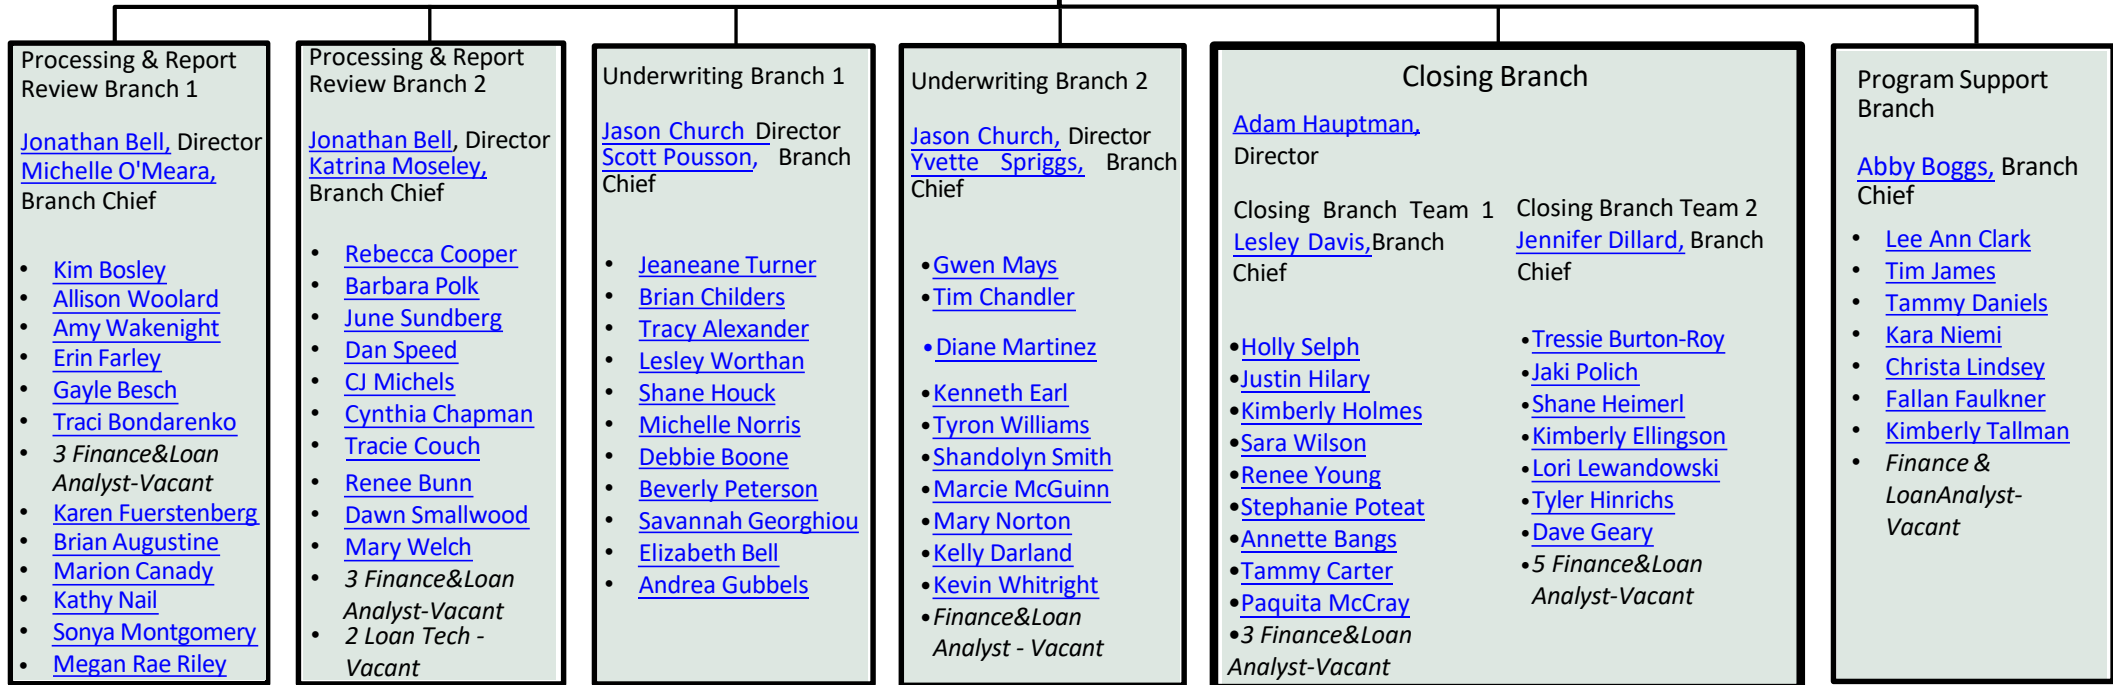 Processing & Report
Review Branch 1
Jonathan Bell, Director
Michelle O'Meara,
Branch Chief
• Kim Bosley
• Allison Woolard
• Amy Wakenight
• Erin Farley
• Gayle Besch
• Traci Bondarenko
• 3 Finance&Loan
Analyst-Vacant
• Karen Fuerstenberg
• Brian Augustine
• Marion Canady
• Kathy Nail
• Sonya Montgomery
• Megan Rae Riley
Processing & Report
Review Branch 2
Jonathan Bell, Director
Katrina Moseley,
Branch Chief
• Rebecca Cooper
• Barbara Polk
• June Sundberg
• Dan Speed
• CJ Michels
• Cynthia Chapman
• Tracie Couch
• Renee Bunn
• Dawn Smallwood
• Mary Welch
• 3 Finance&Loan
Analyst-Vacant
• 2 Loan Tech -
Vacant
Underwriting Branch 1
Jason Church Director
Scott Pousson, Branch
Chief
• Jeaneane Turner
• Brian Childers
• Tracy Alexander
• Lesley Worthan
• Shane Houck
• Michelle Norris
• Debbie Boone
• Beverly Peterson
• Savannah Georghiou
• Elizabeth Bell
• Andrea Gubbels
Underwriting Branch 2
Jason Church, Director
Yvette Spriggs, Branch
Chief
• Gwen Mays
• Tim Chandler
• Diane Martinez
• Kenneth Earl
• Tyron Williams
• Shandolyn Smith
• Marcie McGuinn
• Mary Norton
• Kelly Darland
• Kevin Whitright
• Finance&Loan
Analyst - Vacant
Closing Branch
Adam Hauptman,
Director
Closing Branch Team 1
Lesley Davis,Branch
Chief
• Holly Selph
• Justin Hilary
• Kimberly Holmes
• Sara Wilson
• Renee Young
• Stephanie Poteat
• Annette Bangs
• Tammy Carter
• Paquita McCray
• 3 Finance&Loan
Analyst-Vacant
Closing Branch Team 2
Jennifer Dillard, Branch
Chief
• Tressie Burton-Roy
• Jaki Polich
• Shane Heimerl
• Kimberly Ellingson
• Lori Lewandowski
• Tyler Hinrichs
• Dave Geary
• 5 Finance&Loan
Analyst-Vacant
Program Support
Branch
Abby Boggs, Branch
Chief
• Lee Ann Clark
• Tim James
• Tammy Daniels
• Kara Niemi
• Christa Lindsey
• Fallan Faulkner
• Kimberly Tallman
• Finance &
LoanAnalyst-
Vacant